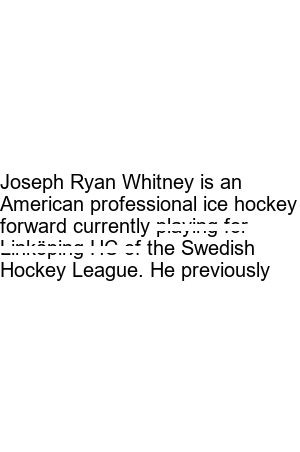 Joseph Ryan Whitney is an
American professional ice hockey
forward currently playing for
Linköping HC of the Swedish
Hockey League. He previously